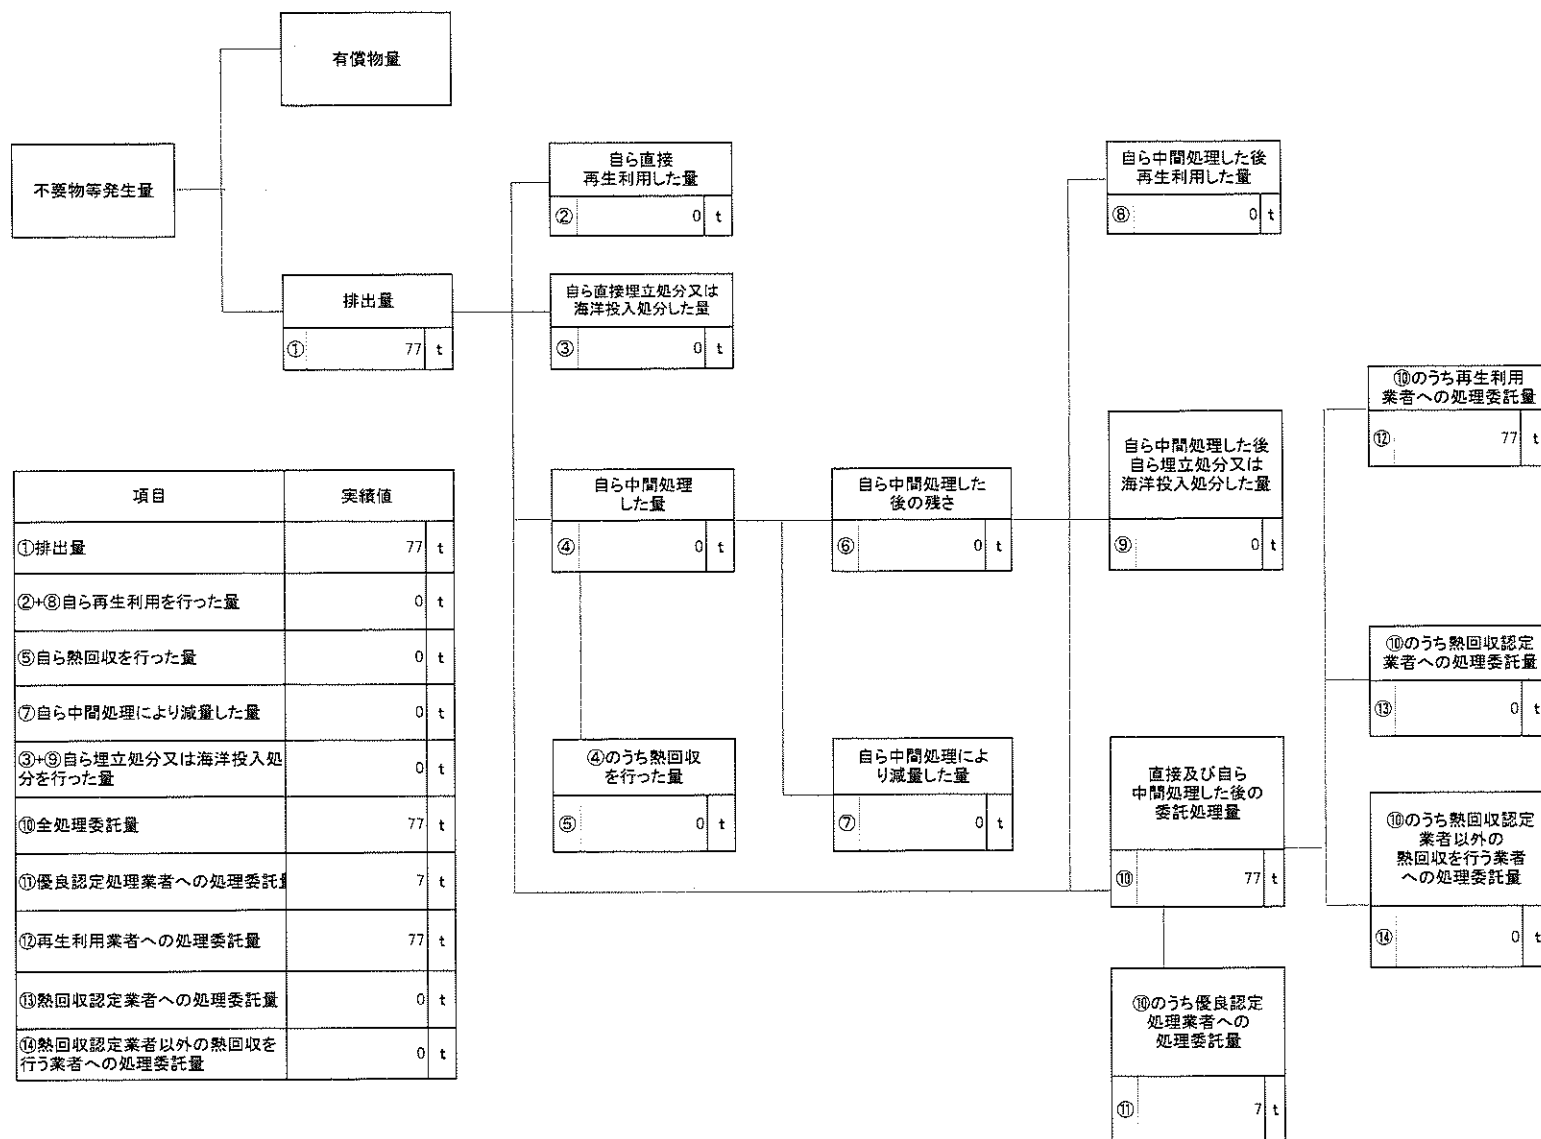 有償物量
不要物等発生量
排出量
① 77 t
自ら直接
再生利用した量
② 0 t
自ら直接埋立処分又は
海洋投入処分した量
③ 0 t
自ら中間処理
した量
④ 0 t
④のうち熱回収
を行った量
⑤ 0 t
自ら中間処理した
後の残さ
⑥ 0 t
自ら中間処理によ
り減量した量
⑦ 0 t
自ら中間処理した後
再生利用した量
⑧ 0 t
自ら中間処理した後
自ら埋立処分又は
海洋投入処分した量
⑨ 0 t
直接及び自ら
中間処理した後の
委託処理量
⑩ 77 t
⑩のうち優良認定
処理業者への
処理委託量
⑪ 7 t
⑩のうち再生利用
業者への処理委託量
⑫ 77 t
⑩のうち熱回収認定
業者への処理委託量
⑬ 0 t
⑩のうち熱回収認定
業者以外の
熱回収を行う業者
への処理委託量
⑭ 0 t
項目 実績値
①排出量 77 t
②+⑧自ら再生利用を行った量 0 t
⑤自ら熱回収を行った量 0 t
⑦自ら中間処理により減量した量 0 t
③+⑨自ら埋立処分又は海洋投入処
分を行った量 0 t
⑩全処理委託量 77 t
⑪優良認定処理業者への処理委託量 7 t
⑫再生利用業者への処理委託量 77 t
⑬熱回収認定業者への処理委託量 0 t
⑭熱回収認定業者以外の熱回収を
行う業者への処理委託量 0 t